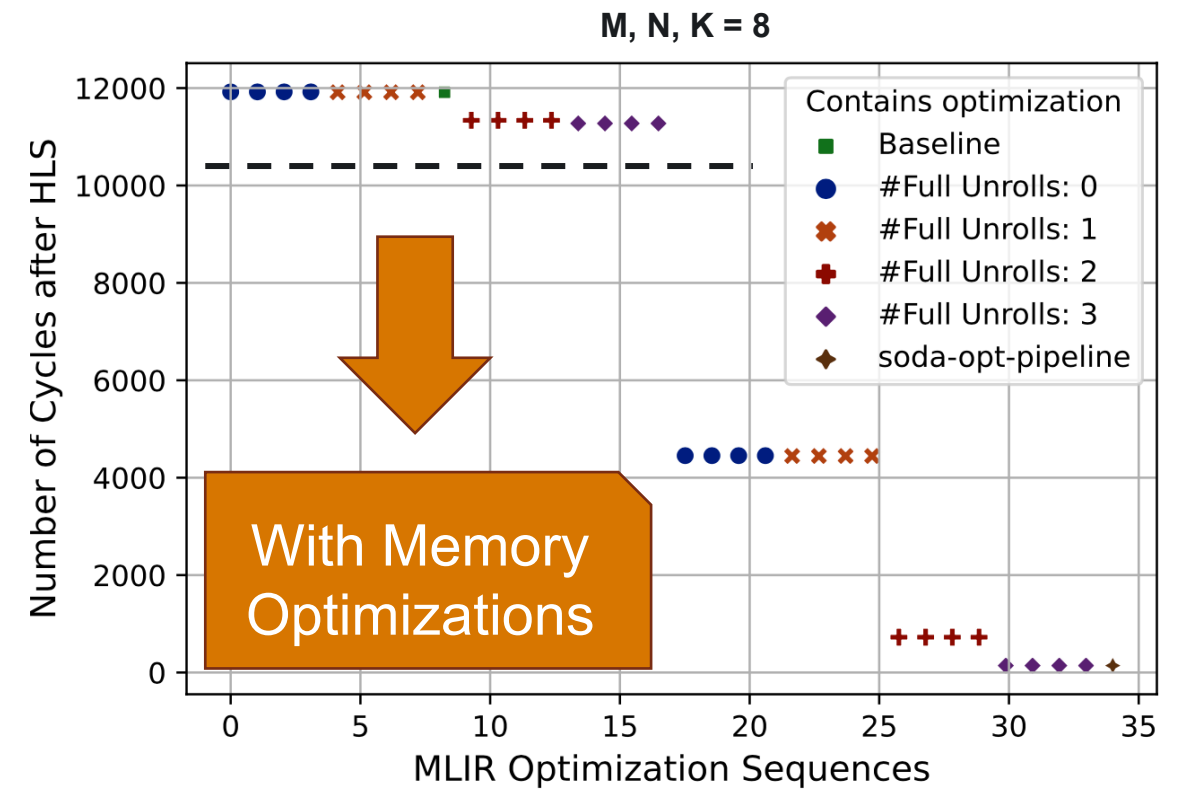 M, N, K = 8
Number of Cycles after HLS
12000
10000
8000
6000
4000
2000
0
Contains optimization
Baseline
#Full Unrolls: 0
#Full Unrolls: 1
#Full Unrolls: 2
#Full Unrolls: 3
soda-opt-pipeline
With Memory
Optimizations
0 5 10 15 20 25 30 35
MLIR Optimization Sequences